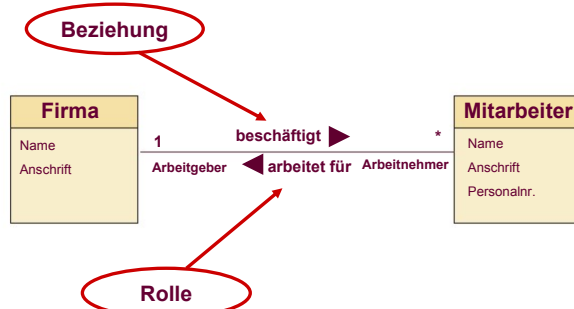 Beziehung
Firma
Name
Anschrift
1
beschäftigt
*
Arbeitgeber
arbeitet für
Arbeitnehmer
Mitarbeiter
Name
Anschrift
Personalnr.
Rolle